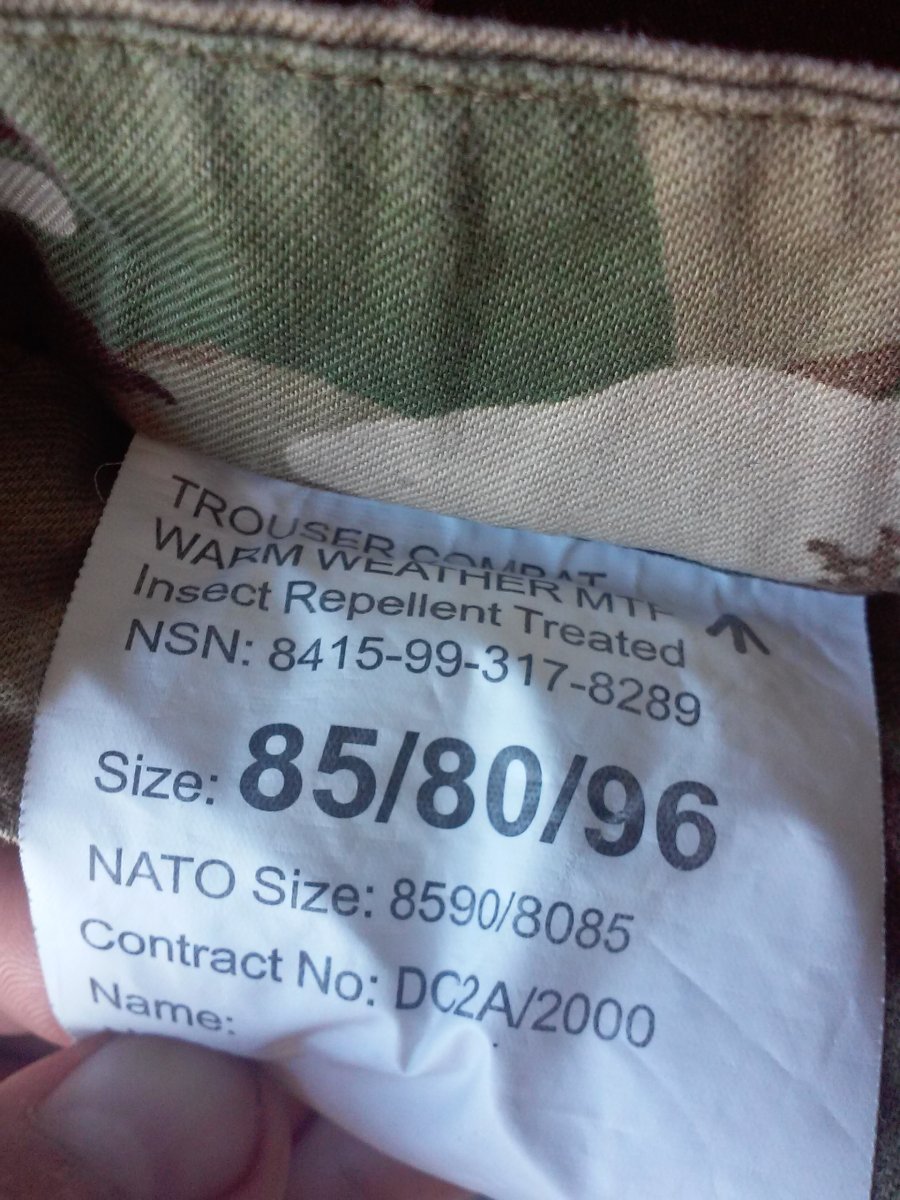 TROUSER COMBAT
WARM WEATHER MTP
Insect Repellent Treated
NSN: 8415-99-317-8289
Size: 85/80/96
NATO Size: 8590/8085
Contract No: DC2A/2000
Name: